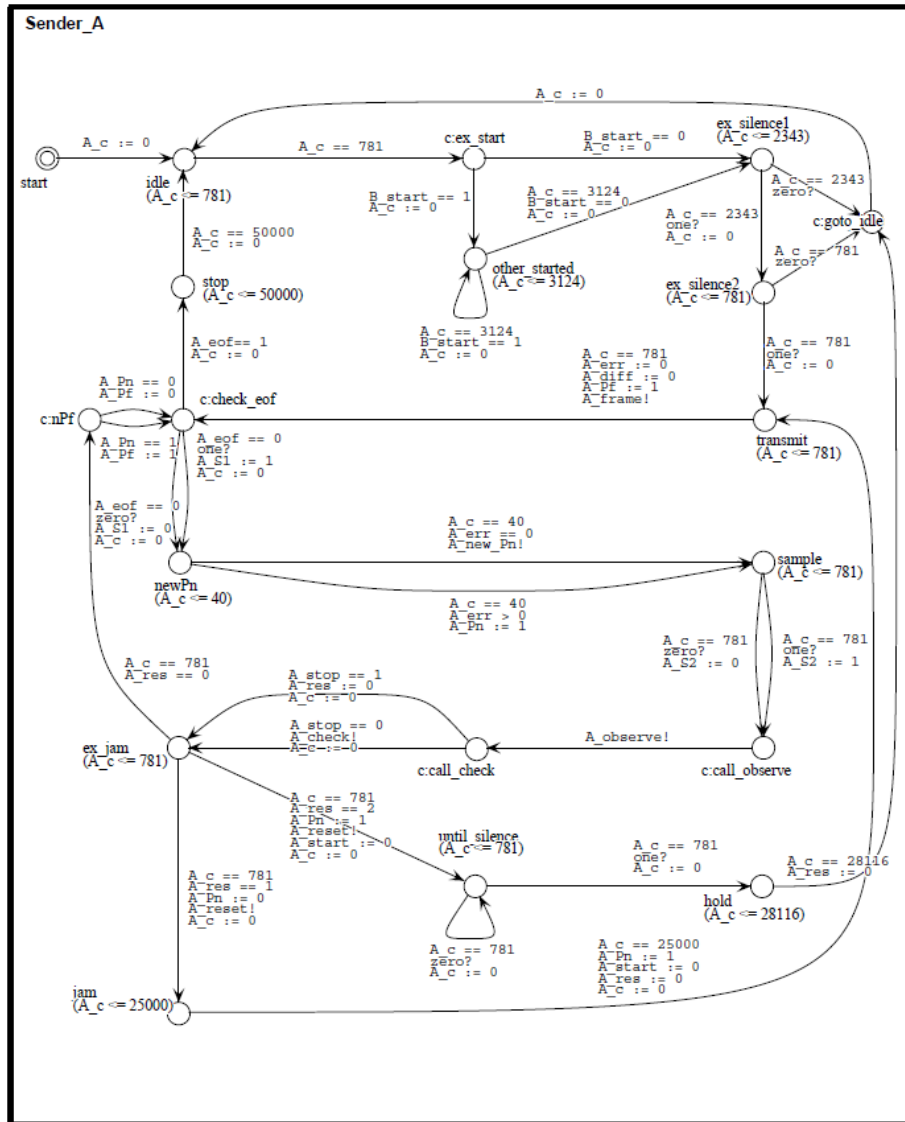 Sender_A
A_c := 0
start
A_c := 0
idle
(A_c <= 781)
A_c == 781
c:ex_start
B_start == 0
A_c := 0
ex_silence1
(A_c <= 2343)
B_start == 1
A_c := 0
A_c == 3124
B_start == 0
A_c := 0
A_c == 2343
zero?
c:goto_idle
A_c == 2343
one?
A_c := 0
A_c == 781
zero?
A_c == 50000
A_c := 0
stop
(A_c <= 50000)
other_started
(A_c <= 3124)
ex_silence2
(A_c <= 781)
A_c == 3124
B_start == 1
A_c := 0
A_eof== 1
A_c := 0
A_c == 781
one?
A_c := 0
A_c == 781
A_err := 0
A_diff := 0
A_Pf := 1
A_frame!
A_Pn == 0
A_Pf := 0
c:nPf
c:check_eof
A_Pn == 1
A_Pf := 1
A_eof == 0
one?
A_S1 := 1
A_c := 0
transmit
(A_c <= 781)
A_eof == 0
zero?
A_S1 := 0
A_c := 0
A_c == 40
A_err == 0
A_new_Pn!
newPn
(A_c <= 40)
sample
(A_c <= 781)
A_c == 40
A_err > 0
A_Pn := 1
A_c == 781
zero?
A_S2 := 0
A_c == 781
one?
A_S2 := 1
A_c == 781
A_res == 0
A_stop == 1
A_res := 0
A_c := 0
A_stop == 0
A_check!
A_c := 0
A_observe!
ex_jam
(A_c <= 781)
c:call_check
c:call_observe
A_c == 781
A_res == 2
A_Pn := 1
A_reset!
A_start := 0
A_c := 0
until_silence
(A_c <= 781)
A_c == 781
one?
A_c := 0
A_c == 28116
A_res := 0
hold
(A_c <= 28116)
A_c == 781
A_res == 1
A_Pn := 0
A_reset!
A_c := 0
A_c == 781
zero?
A_c := 0
A_c == 25000
A_Pn := 1
A_start := 0
A_res := 0
A_c := 0
jam
(A_c <= 25000)